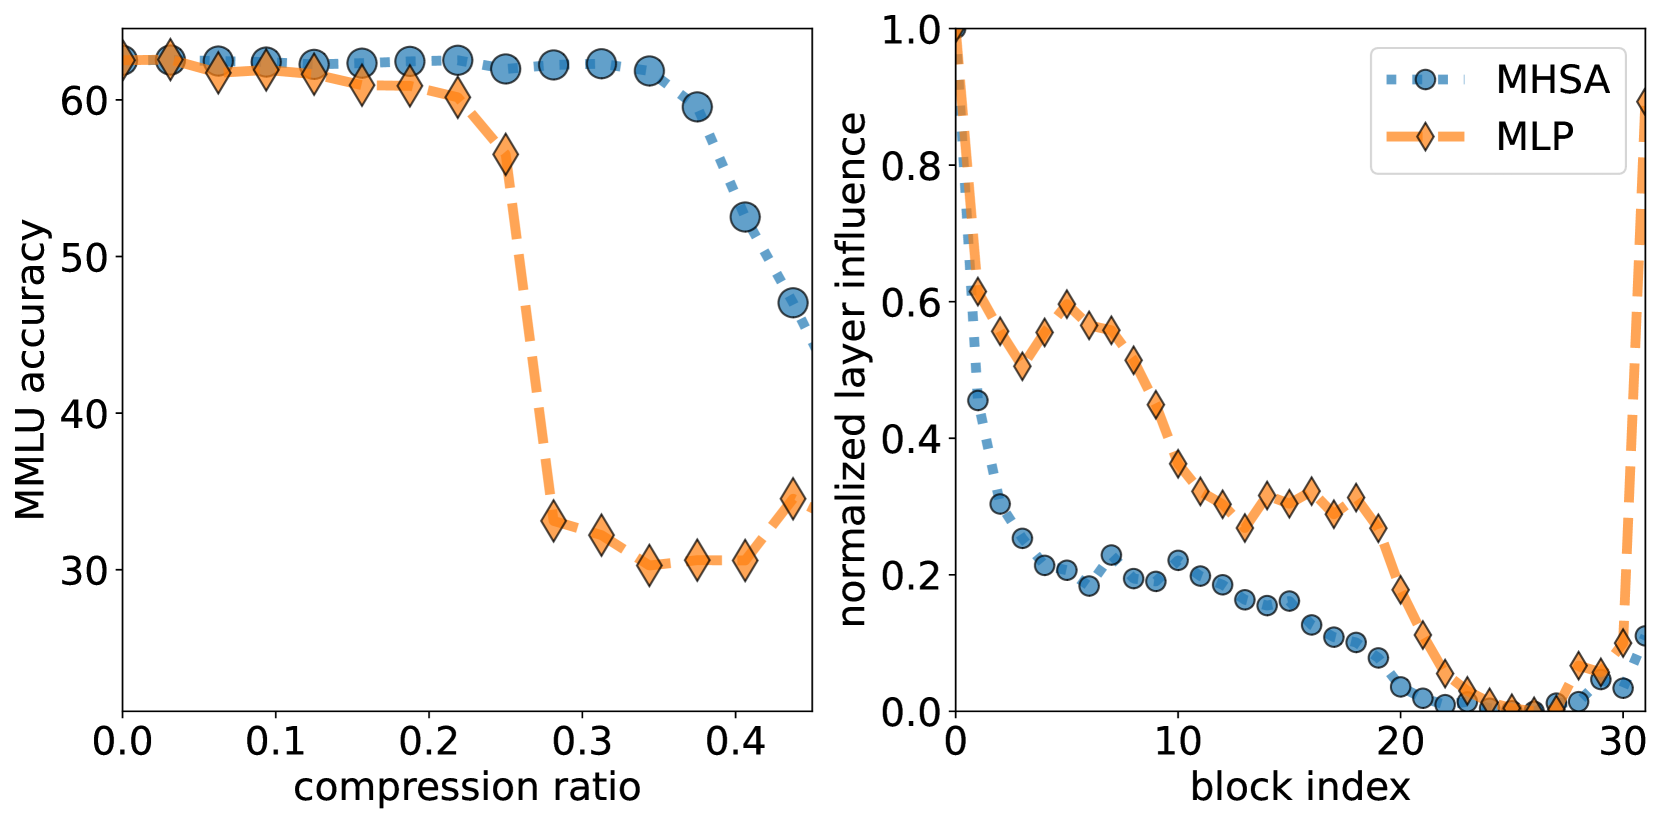 MMLU accuracy
60
50
40
30
0.0 0.1 0.2 0.3 0.4
compression ratio
normalized layer influence
1.0
0.8
0.6
0.4
0.2
0.0
0 10 20 30
block index
MHSA
MLP